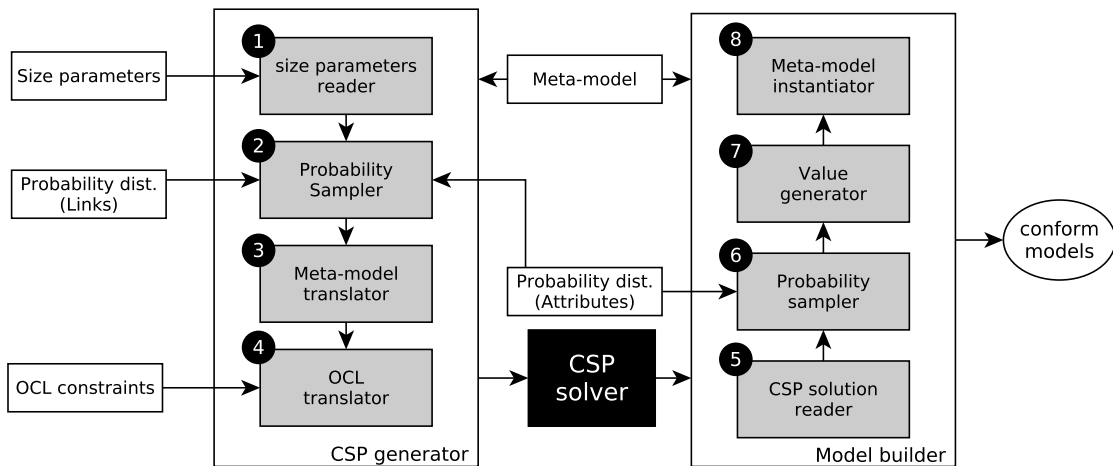 Size parameters
Probability dist.
(Links)
OCL constraints
1
size parameters
reader
2
Probability
Sampler
3
Meta-model
translator
4
OCL
translator
CSP generator
Meta-model
Probability dist.
(Attributes)
CSP
solver
8
Meta-model
instantiator
7
Value
generator
6
Probability
sampler
5
CSP solution
reader
Model builder
conform
models